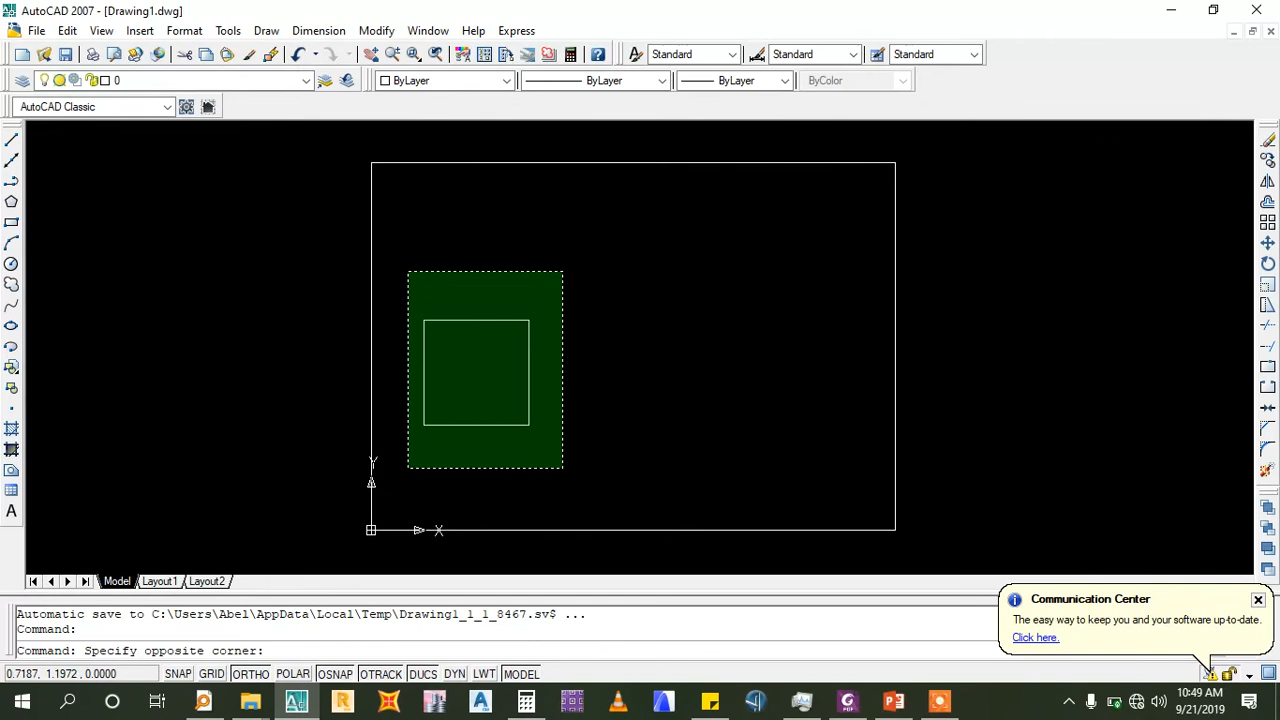 AutoCAD 2007 - [Drawing1.dwg]
File Edit View Insert Format Tools Draw Dimension Modify Window Help Express
Standard Standard Standard
0 ByLayer ByLayer ByLayer ByColor
AutoCAD Classic
Y
X
A
Model Layout1 Layout2
Automatic save to C:\Users\Abel\AppData\Local\Temp\Drawing1_1_1_8467.sv$ ...
Command:
Command: Specify opposite corner:
Communication Center
The easy way to keep you and your software up-to-date.
Click here.
0.7187, 1.1972, 0.0000 SNAP GRID ORTHO POLAR OSNAP OTRACK DUCS DYN LWT MODEL
10:49 AM
9/21/2019